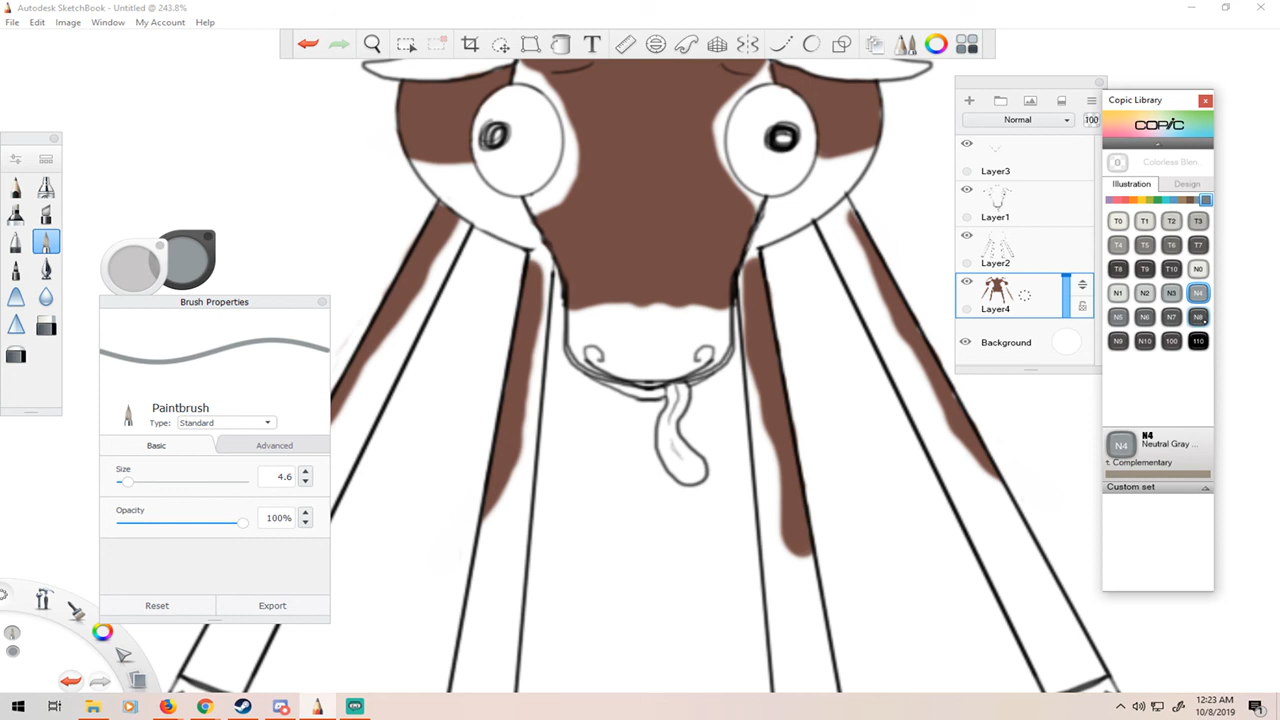 Autodesk SketchBook - Untitled @ 243.8%
File Edit Image Window My Account Help
T
Brush Properties
Paintbrush
Type: Standard
Basic Advanced
Size
4.6
Opacity
100%
Reset Export
Normal 100
Layer3
Layer1
Layer2
Layer4
Background
Copic Library
COPIC
0 Colorless Blen
Illustration Design
T0 T1 T2 T3
T4 T5 T6 T7
T8 T9 T10 N0
N1 N2 N3 N4
N5 N6 N7 N8
N9 N10 100 110
N4
N4 Neutral Gray ...
Complementary
Custom set
12:23 AM
10/8/2019
1